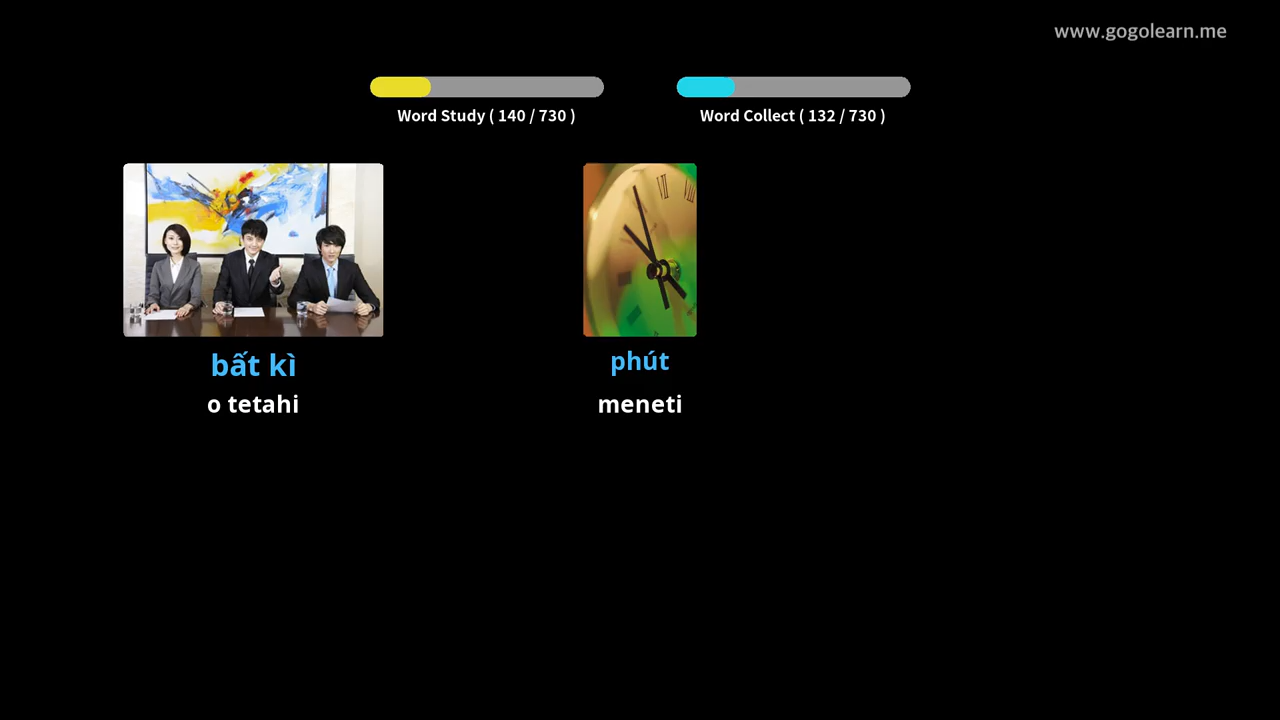 www.gogolearn.me
Word Study ( 140 / 730 )
Word Collect ( 132 / 730 )
bất kì
o tetahi
phút
meneti